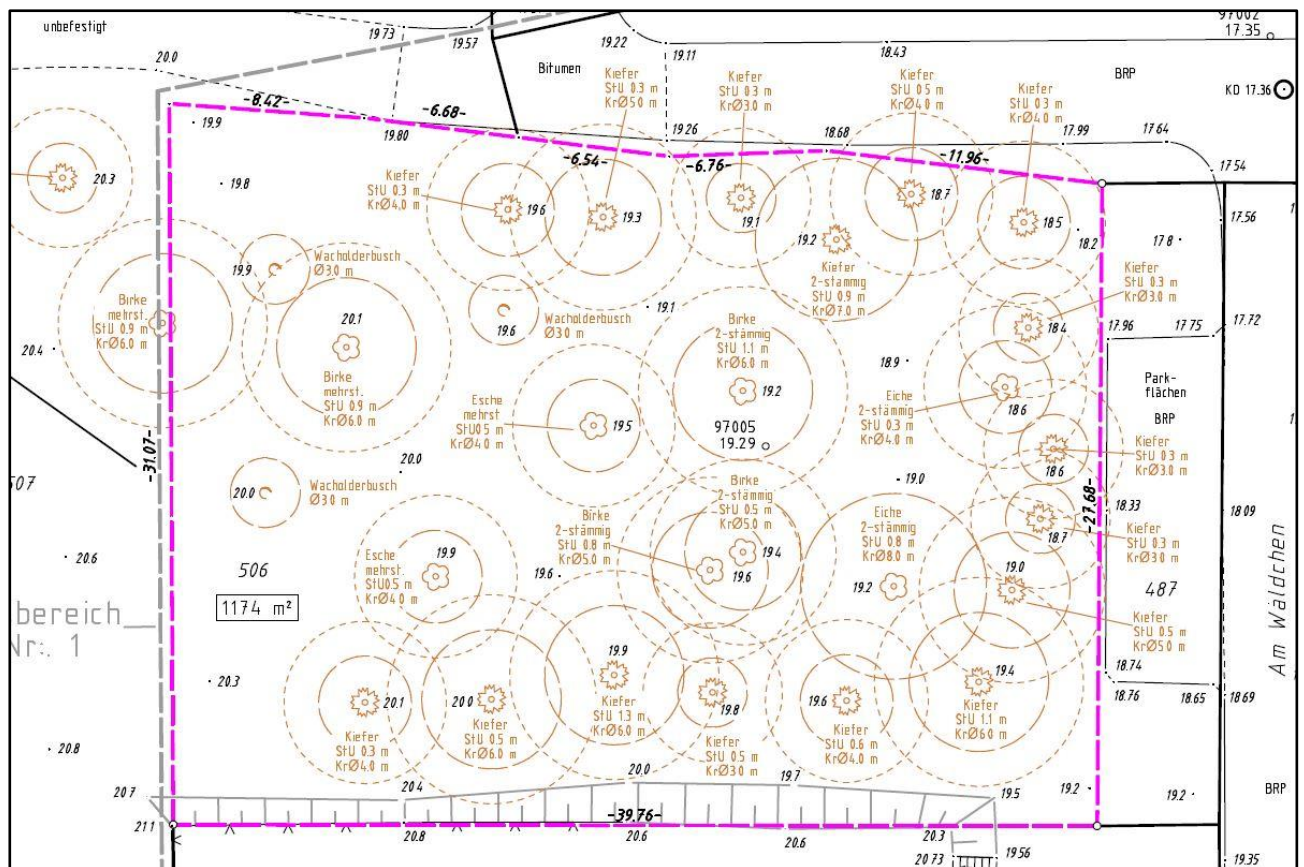 unbefestigt
19.73
19.57
19.22
19.11
18.43
97002
17.35
20.0
Bitumen
Kiefer
StU 0.3 m
KrØ5.0 m
Kiefer
StU 0.3 m
KrØ3.0 m
Kiefer
StU 0.5 m
KrØ4.0 m
Kiefer
StU 0.3 m
KrØ4.0 m
BRP
KD 17.36
-8.42-
-6.68-
19.9
19.80
19.26
18.68
17.99
17.64
-6.54-
-6.76-
-11.96-
17.54
20.3
19.8
Kiefer
StU 0.3 m
KrØ4.0 m
19.6
19.3
19.1
18.7
18.5
17.56
19.2
18.2
17.8
19.9
Wacholderbusch
Ø3.0 m
Kiefer
2-stämmig
StU 0.9 m
KrØ7.0 m
Kiefer
StU 0.3 m
KrØ3.0 m
Birke
mehrst.
StU 0.9 m
KrØ6.0 m
20.1
19.1
19.6
Wacholderbusch
Ø3.0 m
Birke
2-stämmig
StU 1.1 m
KrØ6.0 m
18.4
17.96
17.75
17.72
20.4
18.9
Birke
mehrst.
StU 0.9 m
KrØ6.0 m
Esche
mehrst
StU0.5 m
KrØ4.0 m
19.2
Eiche
2-stämmig
StU 0.3 m
KrØ4.0 m
18.6
Park-
flächen
BRP
19.5
97005
19.29
-31.07-
20.0
Kiefer
StU 0.3 m
KrØ3.0 m
18.6
507
20.0
Wacholderbusch
Ø3.0 m
19.0
Birke
2-stämmig
StU 0.5 m
KrØ5.0 m
Eiche
2-stämmig
StU 0.8 m
KrØ8.0 m
-27.68-
18.33
18.09
Birke
2-stämmig
StU 0.8 m
KrØ5.0 m
18.7
Kiefer
StU 0.3 m
KrØ3.0 m
20.6
Esche
mehrst.
StU0.5 m
KrØ4.0 m
19.9
19.4
19.6
19.6
19.2
19.0
506
487
1174 m²
bereich
Nr.: 1
Kiefer
StU 0.5 m
KrØ5.0 m
Am Wäldchen
20.3
19.9
19.4
18.74
20.1
20.0
19.8
19.6
18.76
18.65
18.69
Kiefer
StU 0.3 m
KrØ4.0 m
Kiefer
StU 0.5 m
KrØ6.0 m
Kiefer
StU 1.3 m
KrØ6.0 m
Kiefer
StU 0.5 m
KrØ3.0 m
Kiefer
StU 0.6 m
KrØ4.0 m
Kiefer
StU 1.1 m
KrØ6.0 m
20.8
20.7
20.4
20.0
19.7
19.5
19.2
19.2
BRP
21.1
-39.76-
20.8
20.6
20.6
20.3
20.73
19.56
19.35